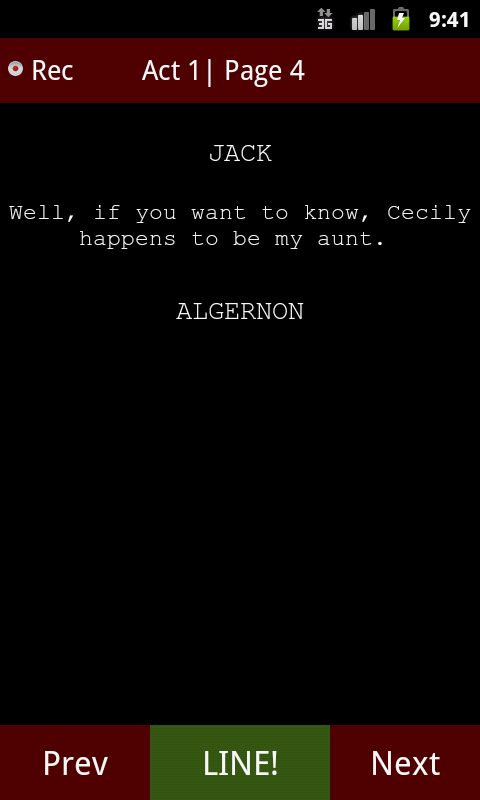 3G 9:41
Rec Act 1| Page 4
JACK
Well, if you want to know, Cecily
happens to be my aunt.
ALGERNON
Prev LINE! Next